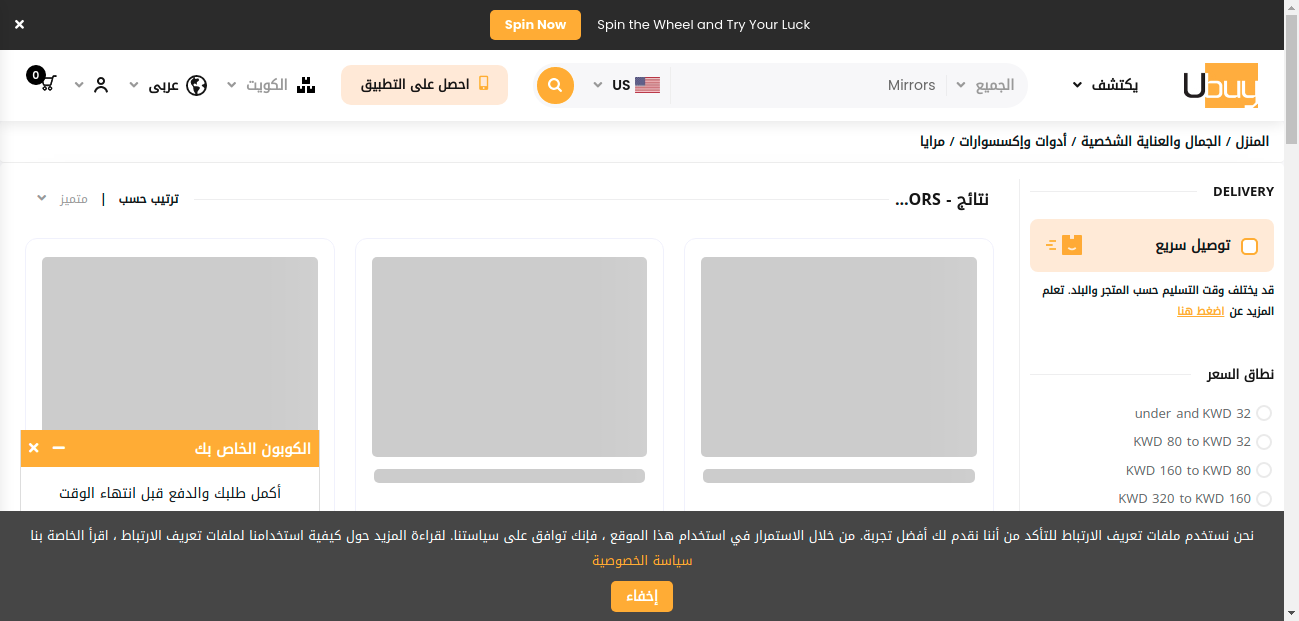 Spin Now Spin the Wheel and Try Your Luck
Ubuy
يكتشف
الجميع
Mirrors
US
احصل على التطبيق
الكويت
عربى
0
المنزل / الجمال والعناية الشخصية / أدوات وإكسسوارات / مرايا
DELIVERY
توصيل سريع
قد يختلف وقت التسليم حسب المتجر والبلد. تعلم
المزيد عن اضغط هنا
نطاق السعر
under and KWD 32
KWD 80 to KWD 32
KWD 160 to KWD 80
KWD 320 to KWD 160
نتائج - ORS...
ترتيب حسب | متميز
الكوبون الخاص بك
أكمل طلبك والدفع قبل انتهاء الوقت
نحن نستخدم ملفات تعريف الارتباط للتأكد من أننا نقدم لك أفضل تجربة. من خلال الاستمرار في استخدام هذا الموقع ، فإنك توافق على سياستنا. لقراءة المزيد حول كيفية استخدامنا لملفات تعريف الارتباط ، اقرأ الخاصة بنا
سياسة الخصوصية
إخفاء